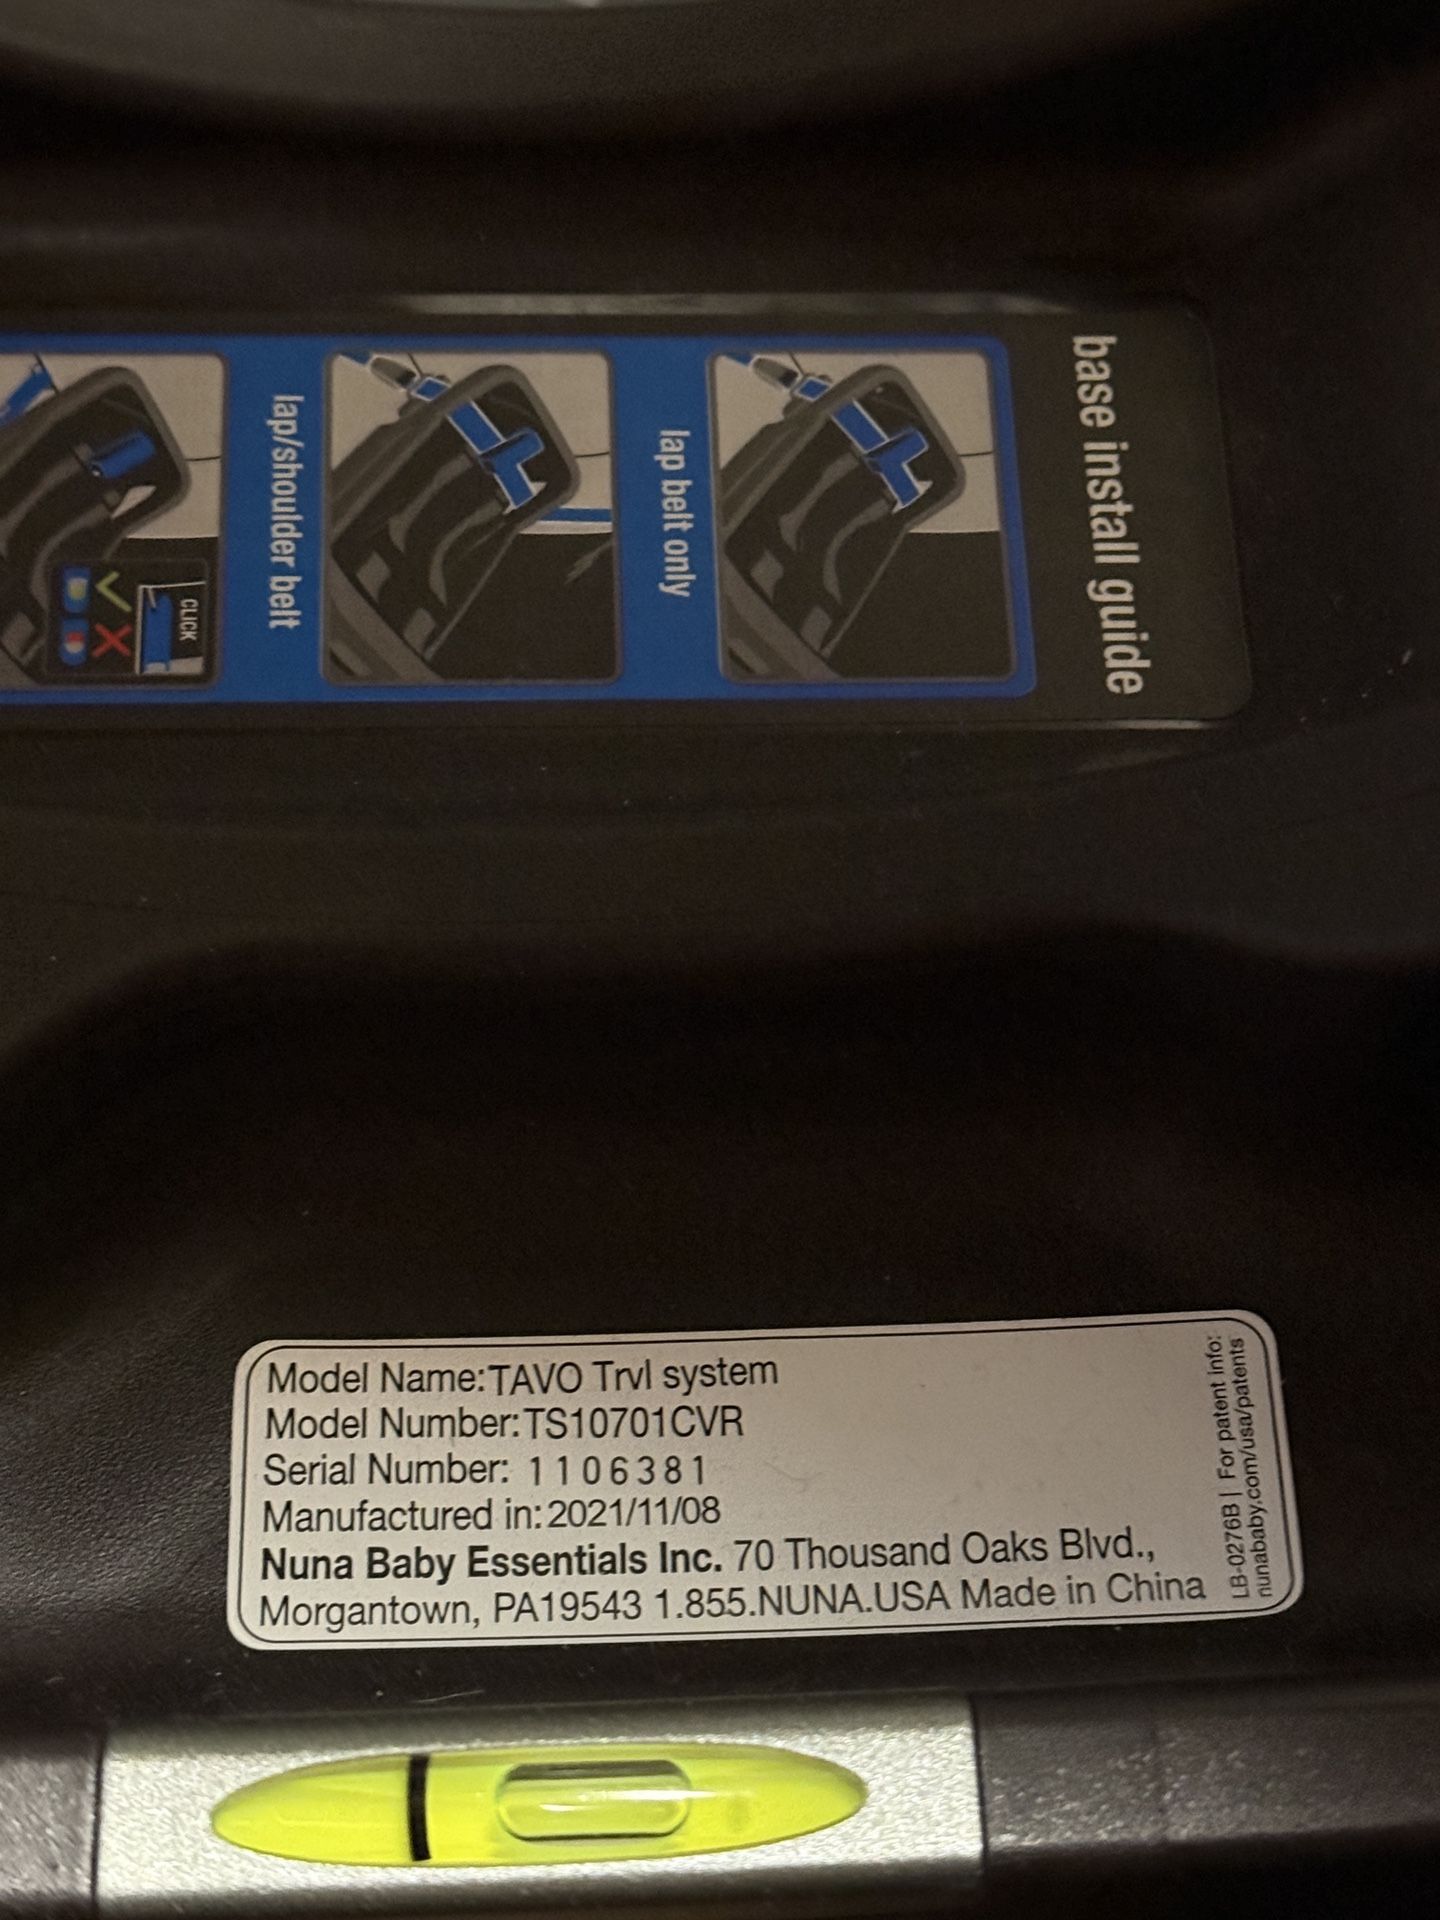 base install guide
lap belt only
lap/shoulder belt
CLICK
Model Name:TAVO Trvl system
Model Number:TS10701CVR
Serial Number: 1106381
Manufactured in:2021/11/08
Nuna Baby Essentials Inc. 70 Thousand Oaks Blvd.,
Morgantown, PA19543 1.855.NUNA.USA Made in China
LB-0276B | For patent info:
nunababy.com/usa/patents